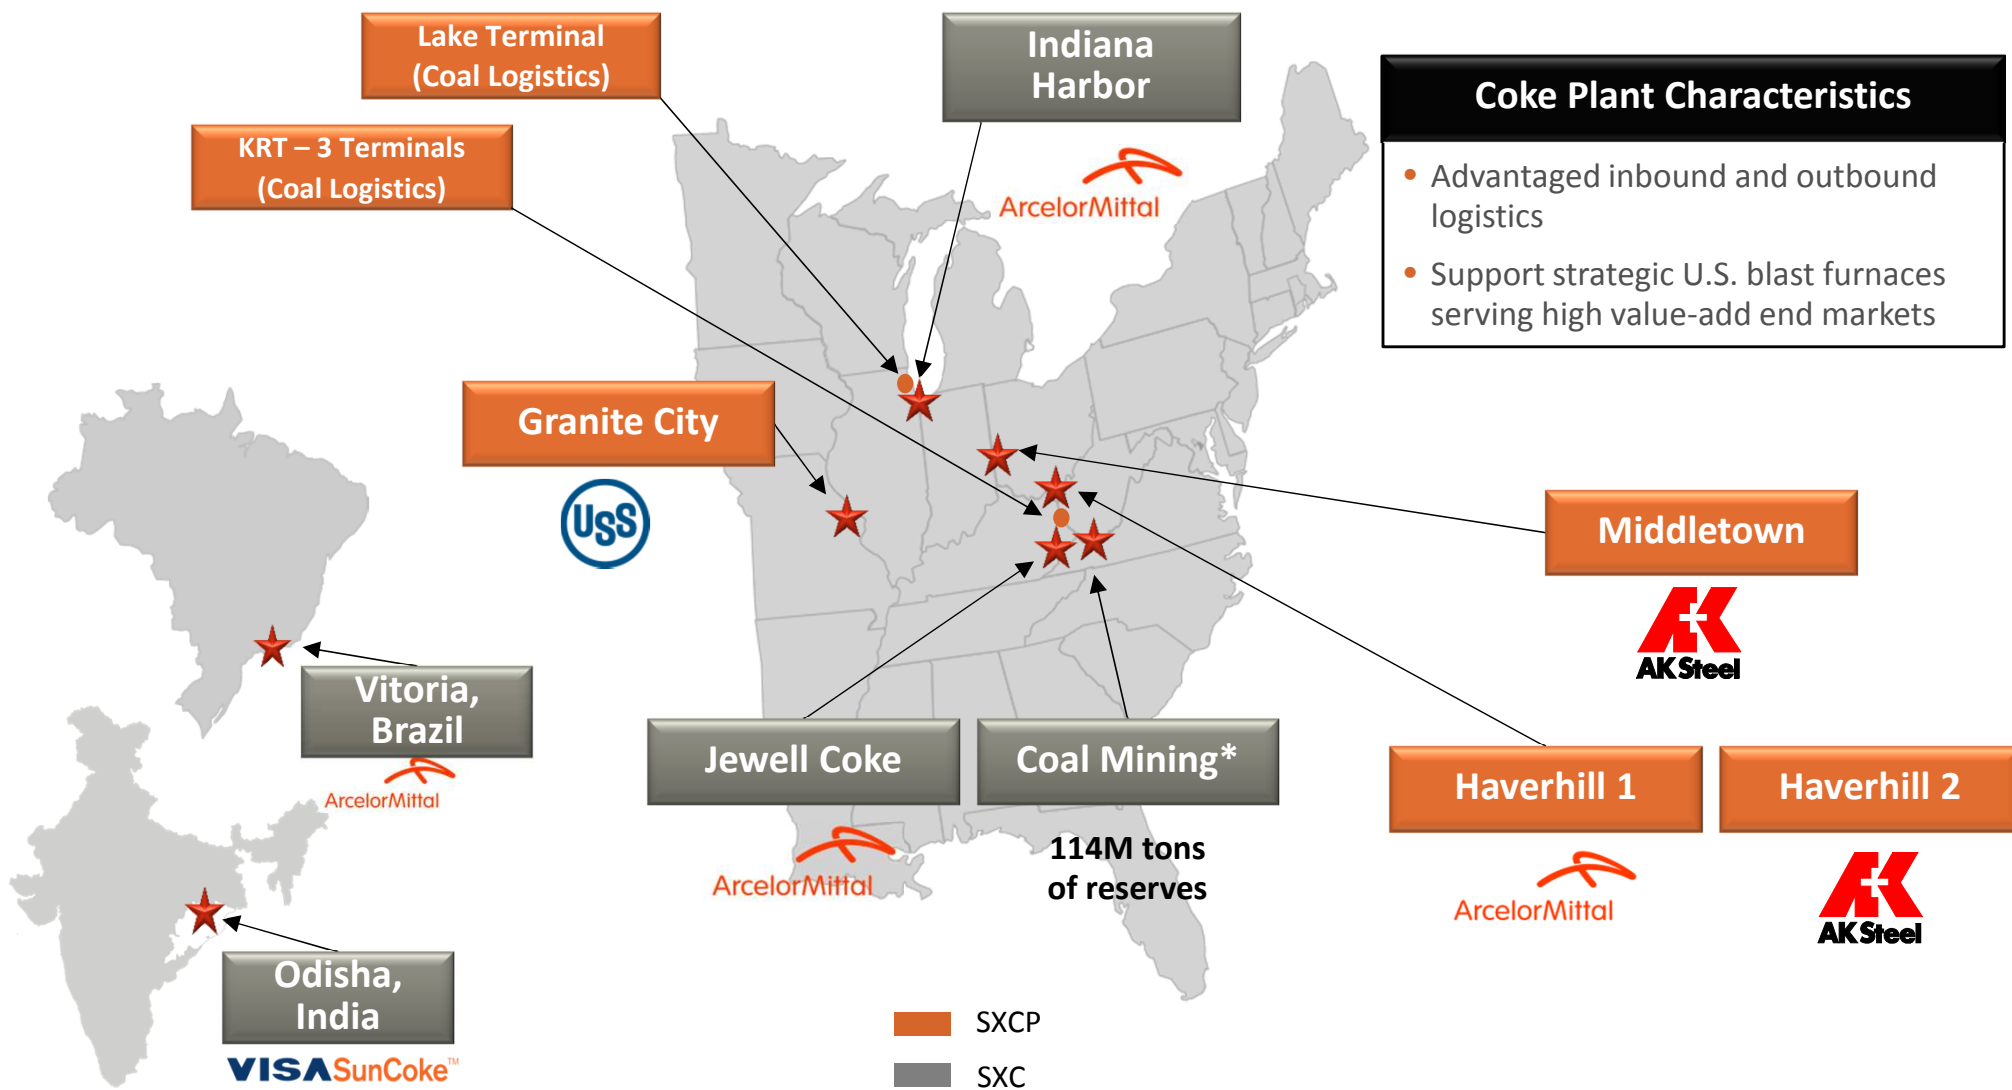 Lake Terminal
(Coal Logistics)
Indiana
Harbor
Coke Plant Characteristics
KRT – 3 Terminals
(Coal Logistics)
ArcelorMittal
• Advantaged inbound and outbound
logistics
• Support strategic U.S. blast furnaces
serving high value-add end markets
Granite City
USS
Middletown
AK Steel
Vitoria,
Brazil
ArcelorMittal
Jewell Coke
Coal Mining*
Haverhill 1
Haverhill 2
ArcelorMittal
114M tons
of reserves
ArcelorMittal
AK Steel
Odisha,
India
VISA SunCoke™
SXCP
SXC